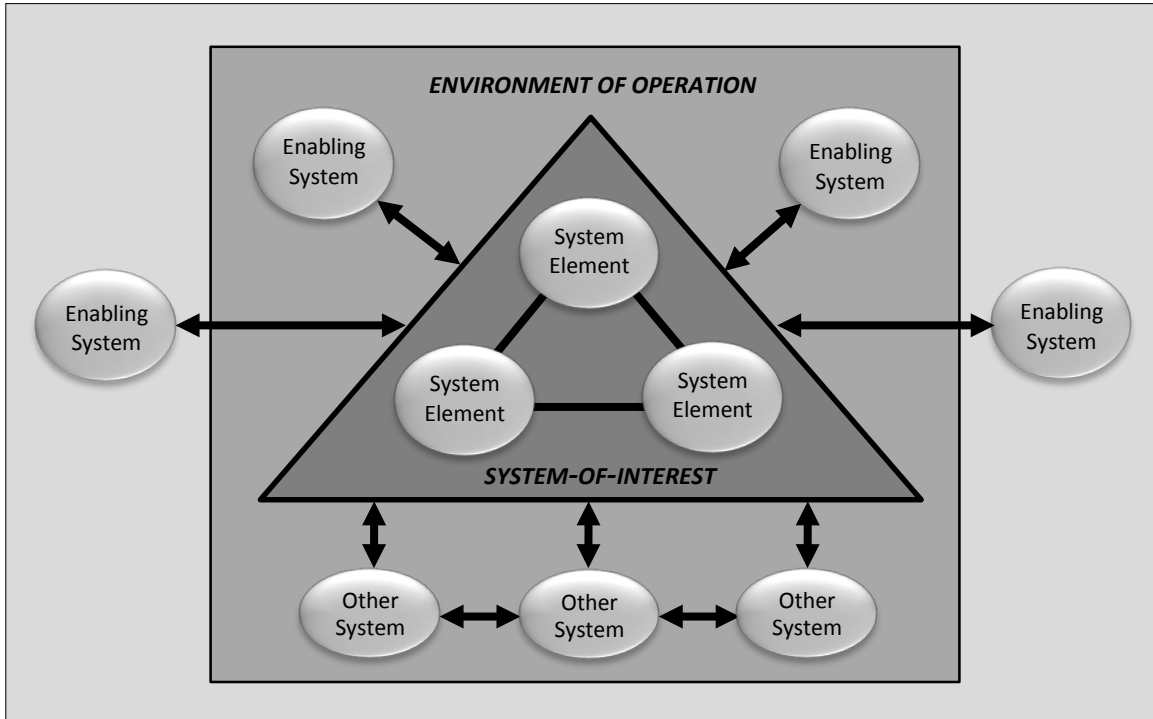 ENVIRONMENT OF OPERATION
Enabling
System
Enabling
System
System
Element
Enabling
System
Enabling
System
System
Element
System
Element
SYSTEM-OF-INTEREST
Other
System
Other
System
Other
System